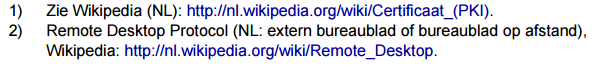 1) Zie Wikipedia (NL): http://nl.wikipedia.org/wiki/Certificaat_(PKI).
2) Remote Desktop Protocol (NL: extern bureaublad of bureaublad op afstand),
Wikipedia: http://nl.wikipedia.org/wiki/Remote_Desktop.